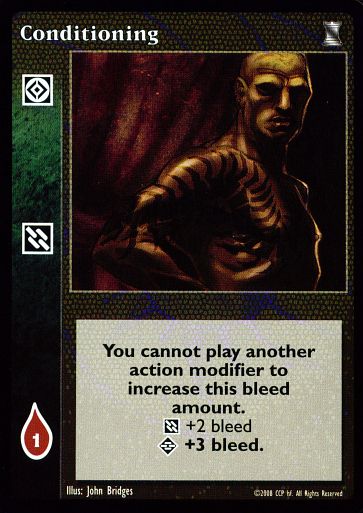 Conditioning
You cannot play another
action modifier to
increase this bleed
amount.
+2 bleed
+3 bleed.
1
Illus: John Bridges
©2008 CCP hf. All Rights Reserved